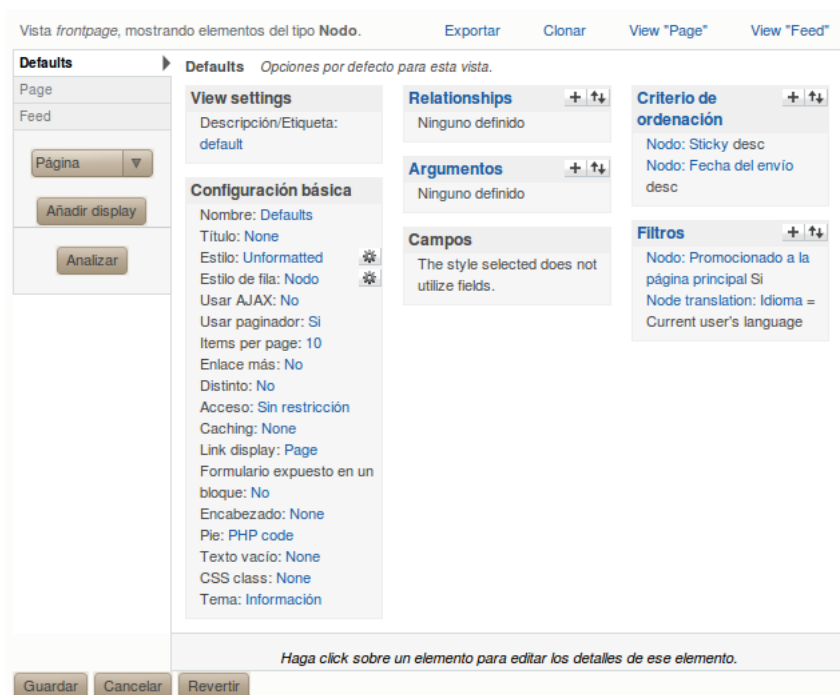 Vista frontpage, mostrando elementos del tipo Nodo.
Exportar
Clonar
View "Page"
View "Feed"
Defaults
Page
Feed
Página
Añadir display
Analizar
Defaults Opciones por defecto para esta vista.
View settings
Descripción/Etiqueta:
default
Configuración básica
Nombre: Defaults
Título: None
Estilo: Unformatted
Estilo de fila: Nodo
Usar AJAX: No
Usar paginador: Si
Items per page: 10
Enlace más: No
Distinto: No
Acceso: Sin restricción
Caching: None
Link display: Page
Formulario expuesto en un
bloque: No
Encabezado: None
Pie: PHP code
Texto vacío: None
CSS class: None
Tema: Información
Relationships
Ninguno definido
Argumentos
Ninguno definido
Campos
The style selected does not
utilize fields.
Criterio de
ordenación
Nodo: Sticky desc
Nodo: Fecha del envío
desc
Filtros
Nodo: Promocionado a la
página principal Si
Node translation: Idioma =
Current user's language
Haga click sobre un elemento para editar los detalles de ese elemento.
Guardar
Cancelar
Revertir